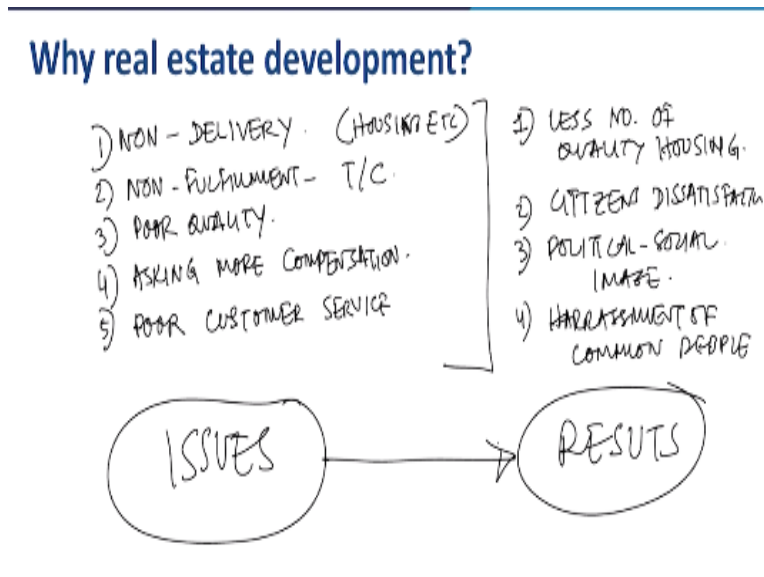 Why real estate development?
1) NON - DELIVERY. (HOUSING ETC)
2) NON - FULFILLMENT - T/C.
3) POOR QUALITY.
4) ASKING MORE COMPENSATION.
5) POOR CUSTOMER SERVICE
1) LESS NO. OF
QUALITY HOUSING.
2) CITIZENS DISSATISFACTN
3) POLITICAL - SOCIAL.
IMAGE.
4) HARRASSMENT OF
COMMON PEOPLE
ISSUES
RESUTS